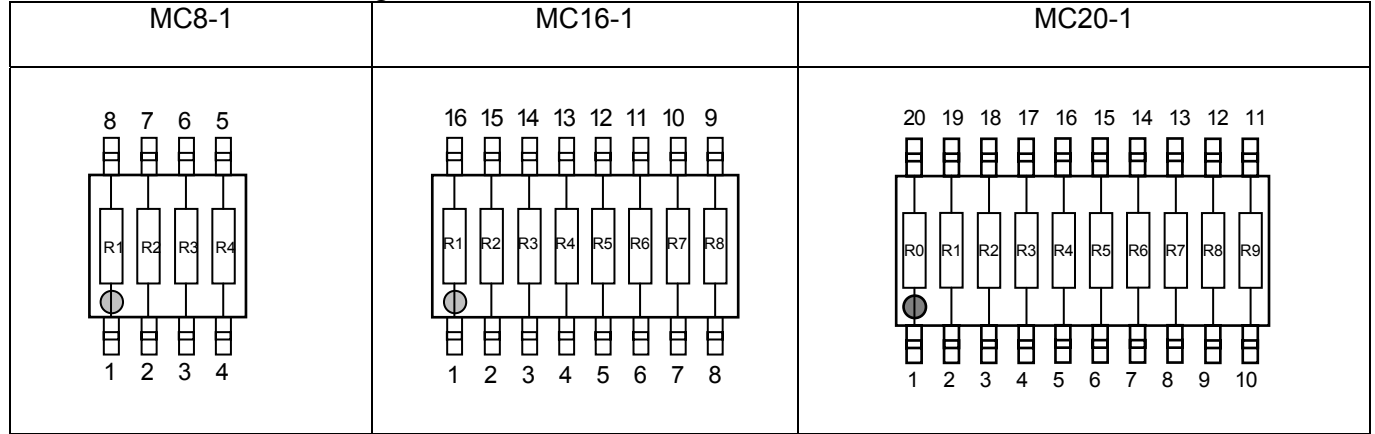 MC8-1 MC16-1 MC20-1
8 7 6 5
R1 R2 R3 R4
1 2 3 4
16 15 14 13 12 11 10 9
R1 R2 R3 R4 R5 R6 R7 R8
1 2 3 4 5 6 7 8
20 19 18 17 16 15 14 13 12 11
R0 R1 R2 R3 R4 R5 R6 R7 R8 R9
1 2 3 4 5 6 7 8 9 10